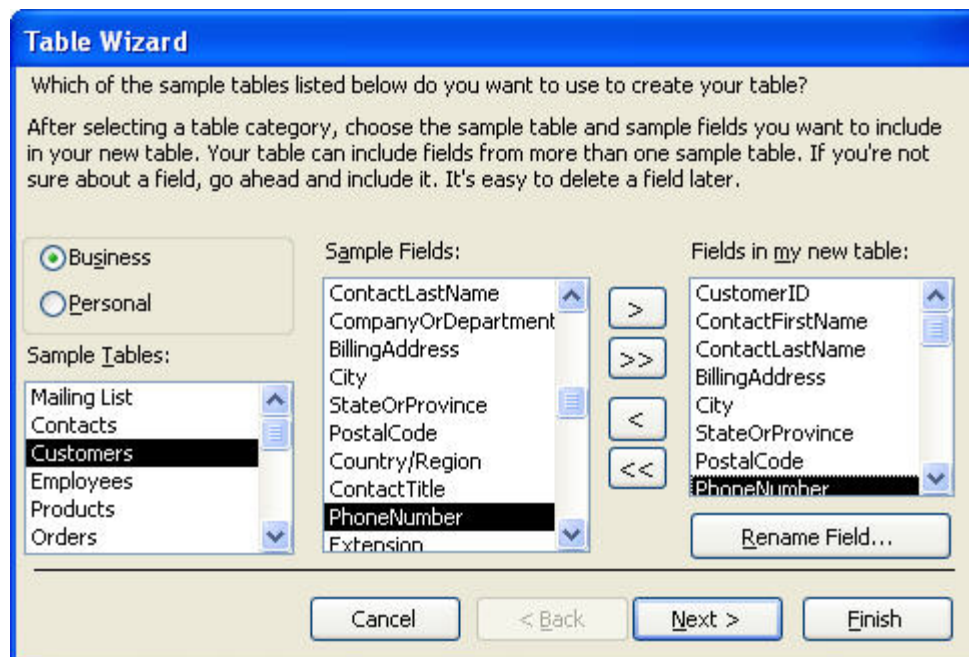 Table Wizard
Which of the sample tables listed below do you want to use to create your table?
After selecting a table category, choose the sample table and sample fields you want to include
in your new table. Your table can include fields from more than one sample table. If you're not
sure about a field, go ahead and include it. It's easy to delete a field later.
Business
Personal
Sample Tables:
Mailing List
Contacts
Customers
Employees
Products
Orders
Sample Fields:
ContactLastName
CompanyOrDepartment
BillingAddress
City
StateOrProvince
PostalCode
Country/Region
ContactTitle
PhoneNumber
Extension
>
>>
<
<<
Fields in my new table:
CustomerID
ContactFirstName
ContactLastName
BillingAddress
City
StateOrProvince
PostalCode
PhoneNumber
Rename Field...
Cancel
< Back
Next >
Finish